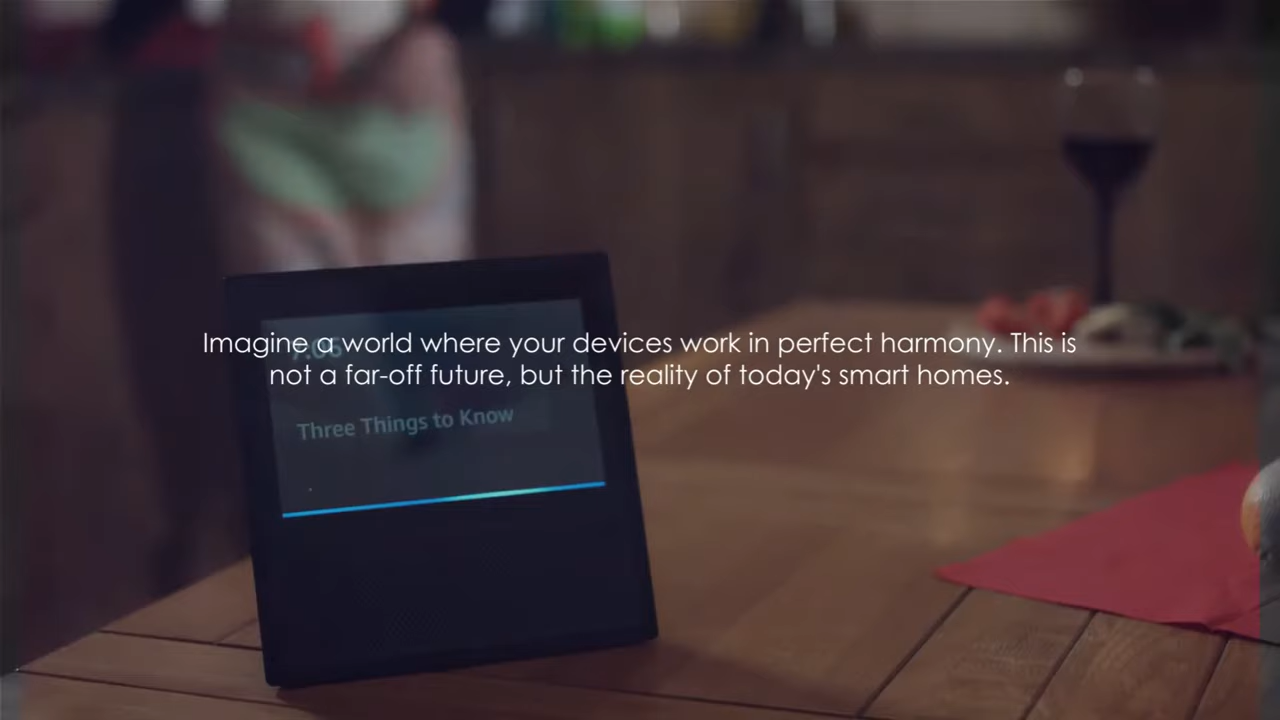 Imagine a world where your devices work in perfect harmony. This is
not a far-off future, but the reality of today's smart homes.
Three Things to Know